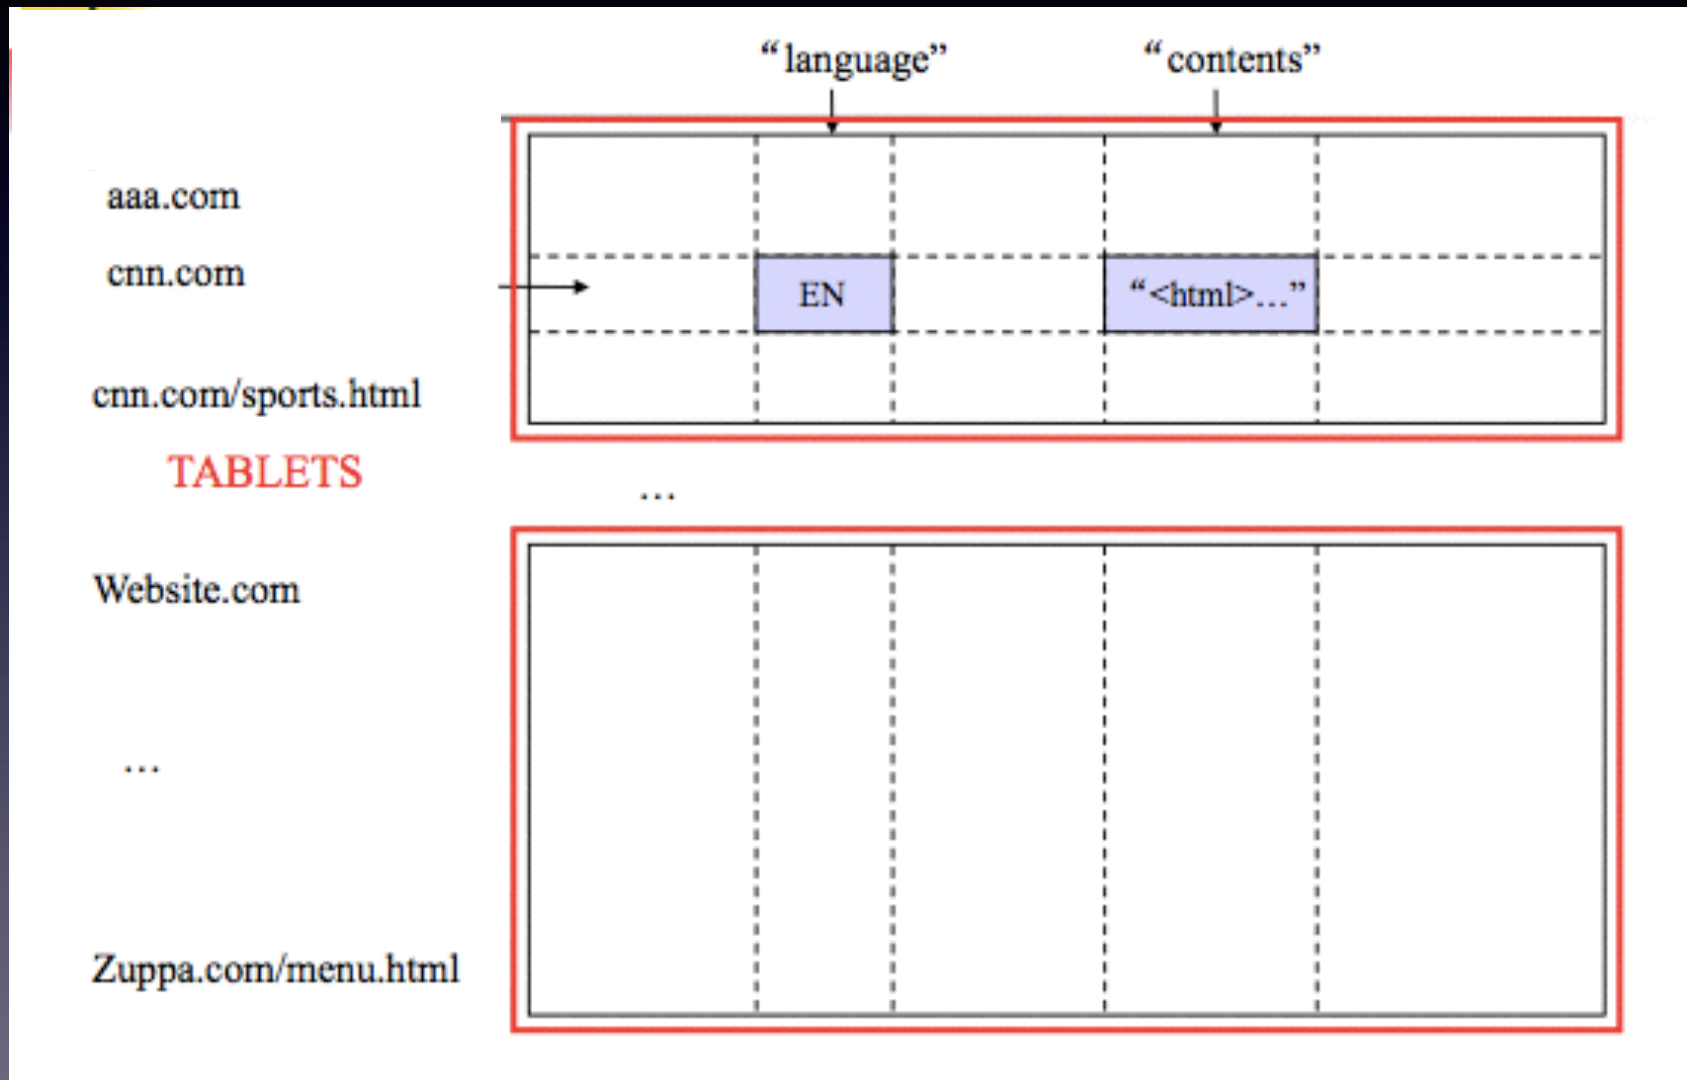 “language” “contents”
aaa.com
cnn.com
EN “<html>...”
cnn.com/sports.html
TABLETS
...
Website.com
...
Zuppa.com/menu.html